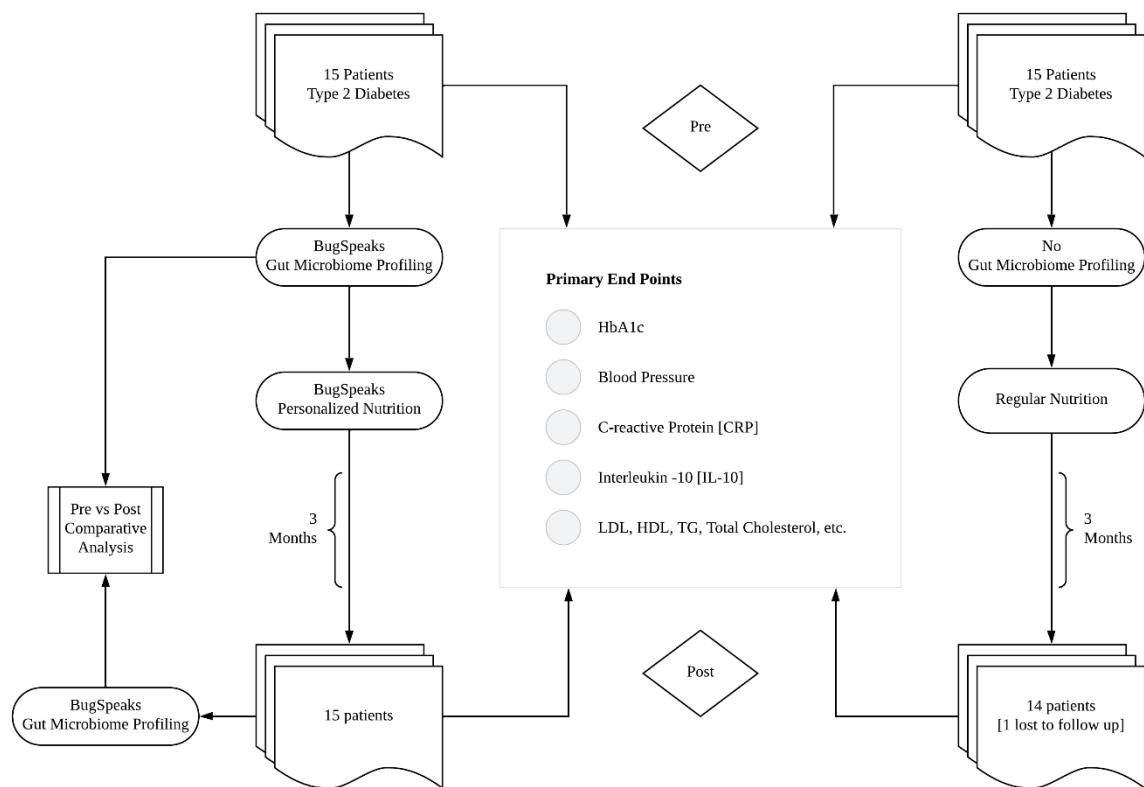 15 Patients
Type 2 Diabetes
15 Patients
Type 2 Diabetes
Pre
BugSpeaks
Gut Microbiome Profiling
No
Gut Microbiome Profiling
Primary End Points
HbA1c
Blood Pressure
C-reactive Protein [CRP]
Interleukin -10 [IL-10]
LDL, HDL, TG, Total Cholesterol, etc.
BugSpeaks
Personalized Nutrition
Regular Nutrition
Pre vs Post
Comparative
Analysis
3
Months
3
Months
Post
BugSpeaks
Gut Microbiome Profiling
15 patients
14 patients
[1 lost to follow up]